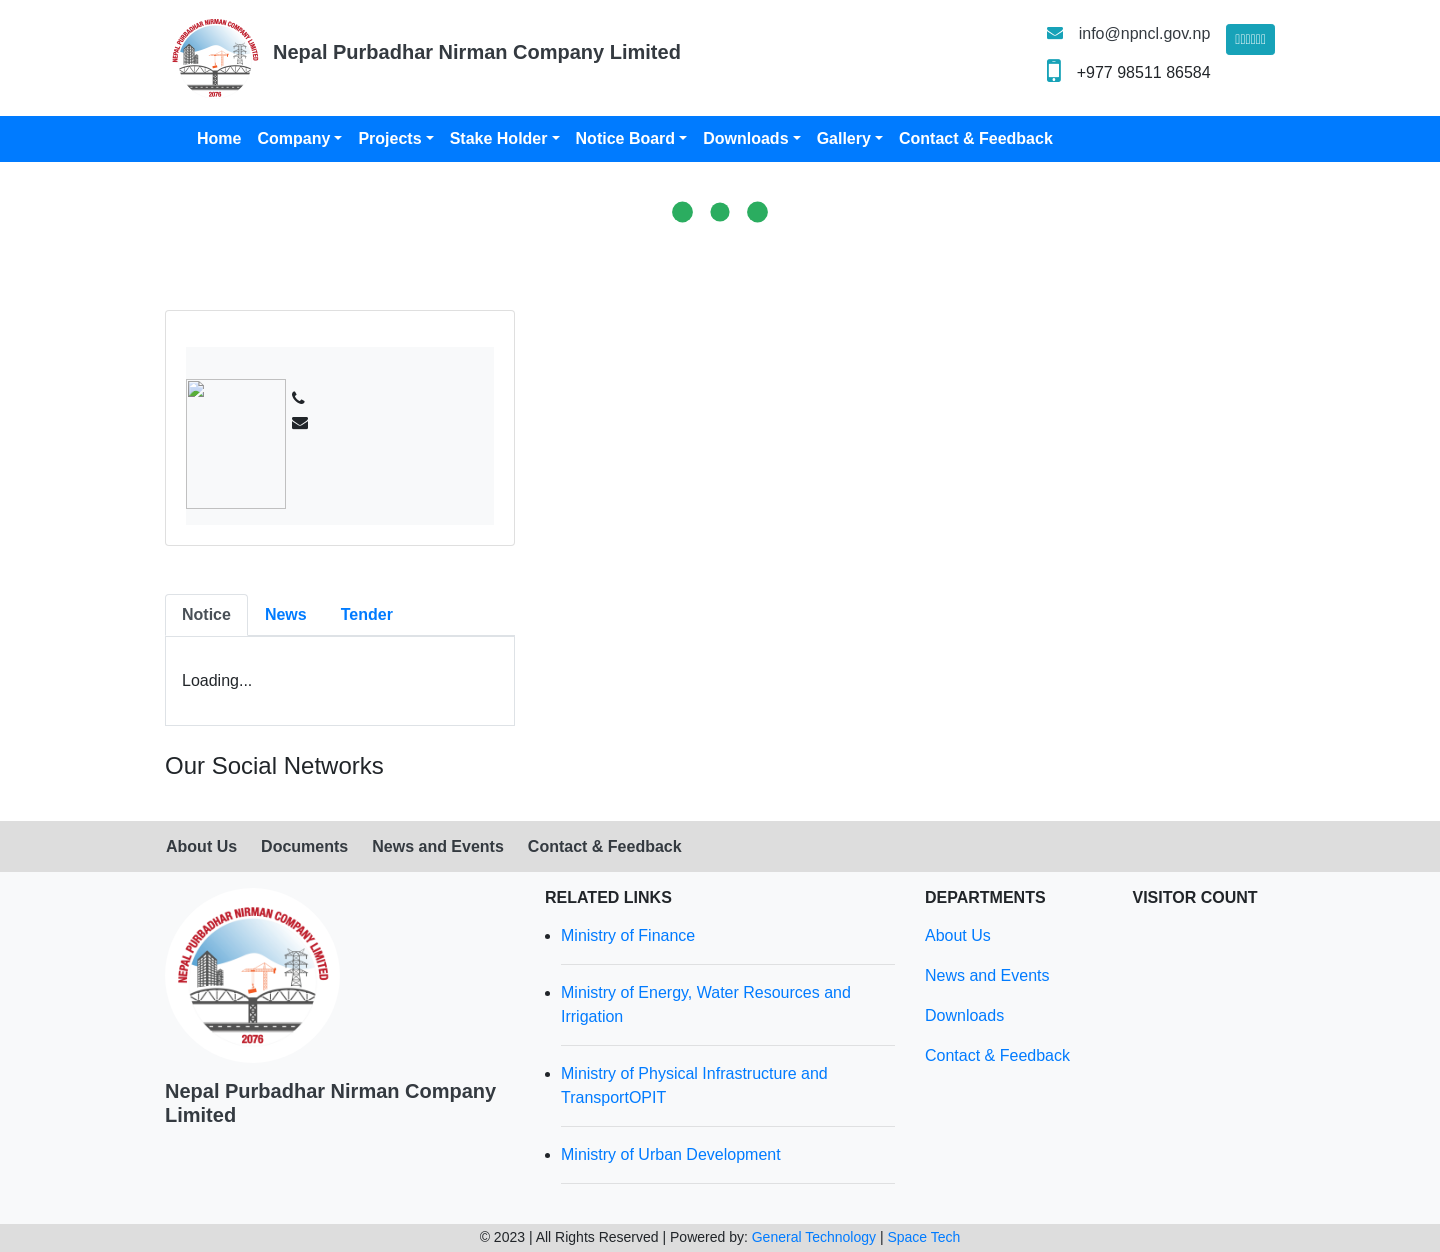 NEPAL PURBADHAR NIRMAN COMPANY LIMITED
2076
Nepal Purbadhar Nirman Company Limited
info@npncl.gov.np
+977 98511 86584
Home Company Projects Stake Holder Notice Board Downloads Gallery Contact & Feedback
Notice News Tender
Loading...
Our Social Networks
About Us Documents News and Events Contact & Feedback
NEPAL PURBADHAR NIRMAN COMPANY LIMITED
2076
Nepal Purbadhar Nirman Company
Limited
RELATED LINKS
Ministry of Finance
Ministry of Energy, Water Resources and
Irrigation
Ministry of Physical Infrastructure and
TransportOPIT
Ministry of Urban Development
DEPARTMENTS
About Us
News and Events
Downloads
Contact & Feedback
VISITOR COUNT
© 2023 | All Rights Reserved | Powered by: General Technology | Space Tech